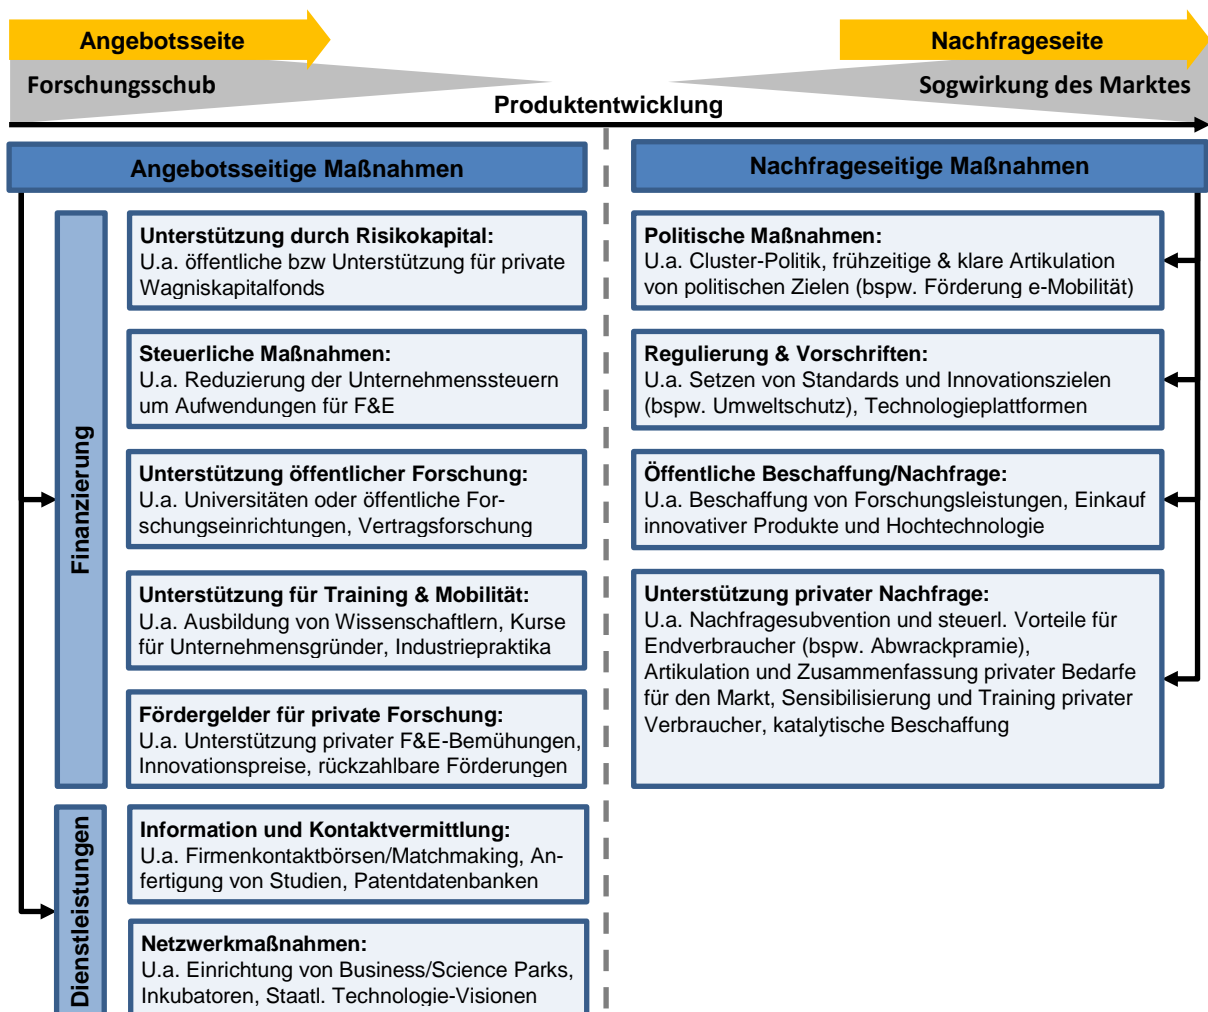 Angebotsseite
Nachfrageseite
Forschungsschub
Sogwirkung des Marktes
Produktentwicklung
Angebotsseitige Maßnahmen
Finanzierung
Unterstützung durch Risikokapital:
U.a. öffentliche bzw Unterstützung für private
Wagniskapitalfonds
Steuerliche Maßnahmen:
U.a. Reduzierung der Unternehmenssteuern
um Aufwendungen für F&E
Unterstützung öffentlicher Forschung:
U.a. Universitäten oder öffentliche For-
schungseinrichtungen, Vertragsforschung
Unterstützung für Training & Mobilität:
U.a. Ausbildung von Wissenschaftlern, Kurse
für Unternehmensgründer, Industriepraktika
Fördergelder für private Forschung:
U.a. Unterstützung privater F&E-Bemühungen,
Innovationspreise, rückzahlbare Förderungen
Dienstleistungen
Information und Kontaktvermittlung:
U.a. Firmenkontaktbörsen/Matchmaking, An-
fertigung von Studien, Patentdatenbanken
Netzwerkmaßnahmen:
U.a. Einrichtung von Business/Science Parks,
Inkubatoren, Staatl. Technologie-Visionen
Nachfrageseitige Maßnahmen
Politische Maßnahmen:
U.a. Cluster-Politik, frühzeitige & klare Artikulation
von politischen Zielen (bspw. Förderung e-Mobilität)
Regulierung & Vorschriften:
U.a. Setzen von Standards und Innovationszielen
(bspw. Umweltschutz), Technologieplattformen
Öffentliche Beschaffung/Nachfrage:
U.a. Beschaffung von Forschungsleistungen, Einkauf
innovativer Produkte und Hochtechnologie
Unterstützung privater Nachfrage:
U.a. Nachfragesubvention und steuerl. Vorteile für
Endverbraucher (bspw. Abwrackpramie),
Artikulation und Zusammenfassung privater Bedarfe
für den Markt, Sensibilisierung und Training privater
Verbraucher, katalytische Beschaffung